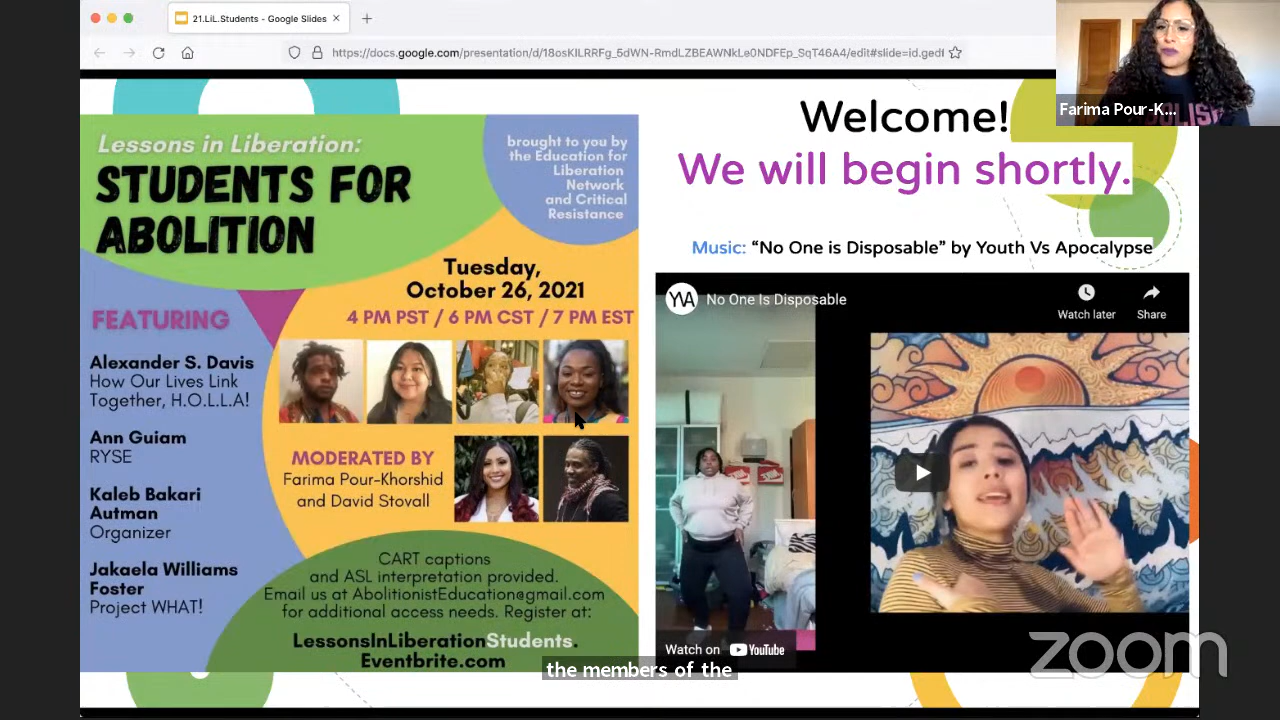 21.LiL.Students - Google Slides
https://docs.google.com/presentation/d/18osKILRRFg_5dWN-RmdLZBEAWNkLe0NDFEp_SqT46A4/edit#slide=id.gedf
Farima Pour-K...
Lessons in Liberation:
STUDENTS FOR
ABOLITION
brought to you by
the Education for
Liberation
Network
and Critical
Resistance
Tuesday,
October 26, 2021
4 PM PST / 6 PM CST / 7 PM EST
FEATURING
Alexander S. Davis
How Our Lives Link
Together, H.O.L.L.A!
Ann Guiam
RYSE
Kaleb Bakari
Autman
Organizer
Jakaela Williams
Foster
Project WHAT!
MODERATED BY
Farima Pour-Khorshid
and David Stovall
CART captions
and ASL interpretation provided.
Email us at AbolitionistEducation@gmail.com
for additional access needs. Register at:
LessonsInLiberationStudents.
Eventbrite.com
Welcome!
We will begin shortly.
Music: “No One is Disposable” by Youth Vs Apocalypse
YVA No One Is Disposable
Watch later
Share
Watch on YouTube
the members of the
zoom